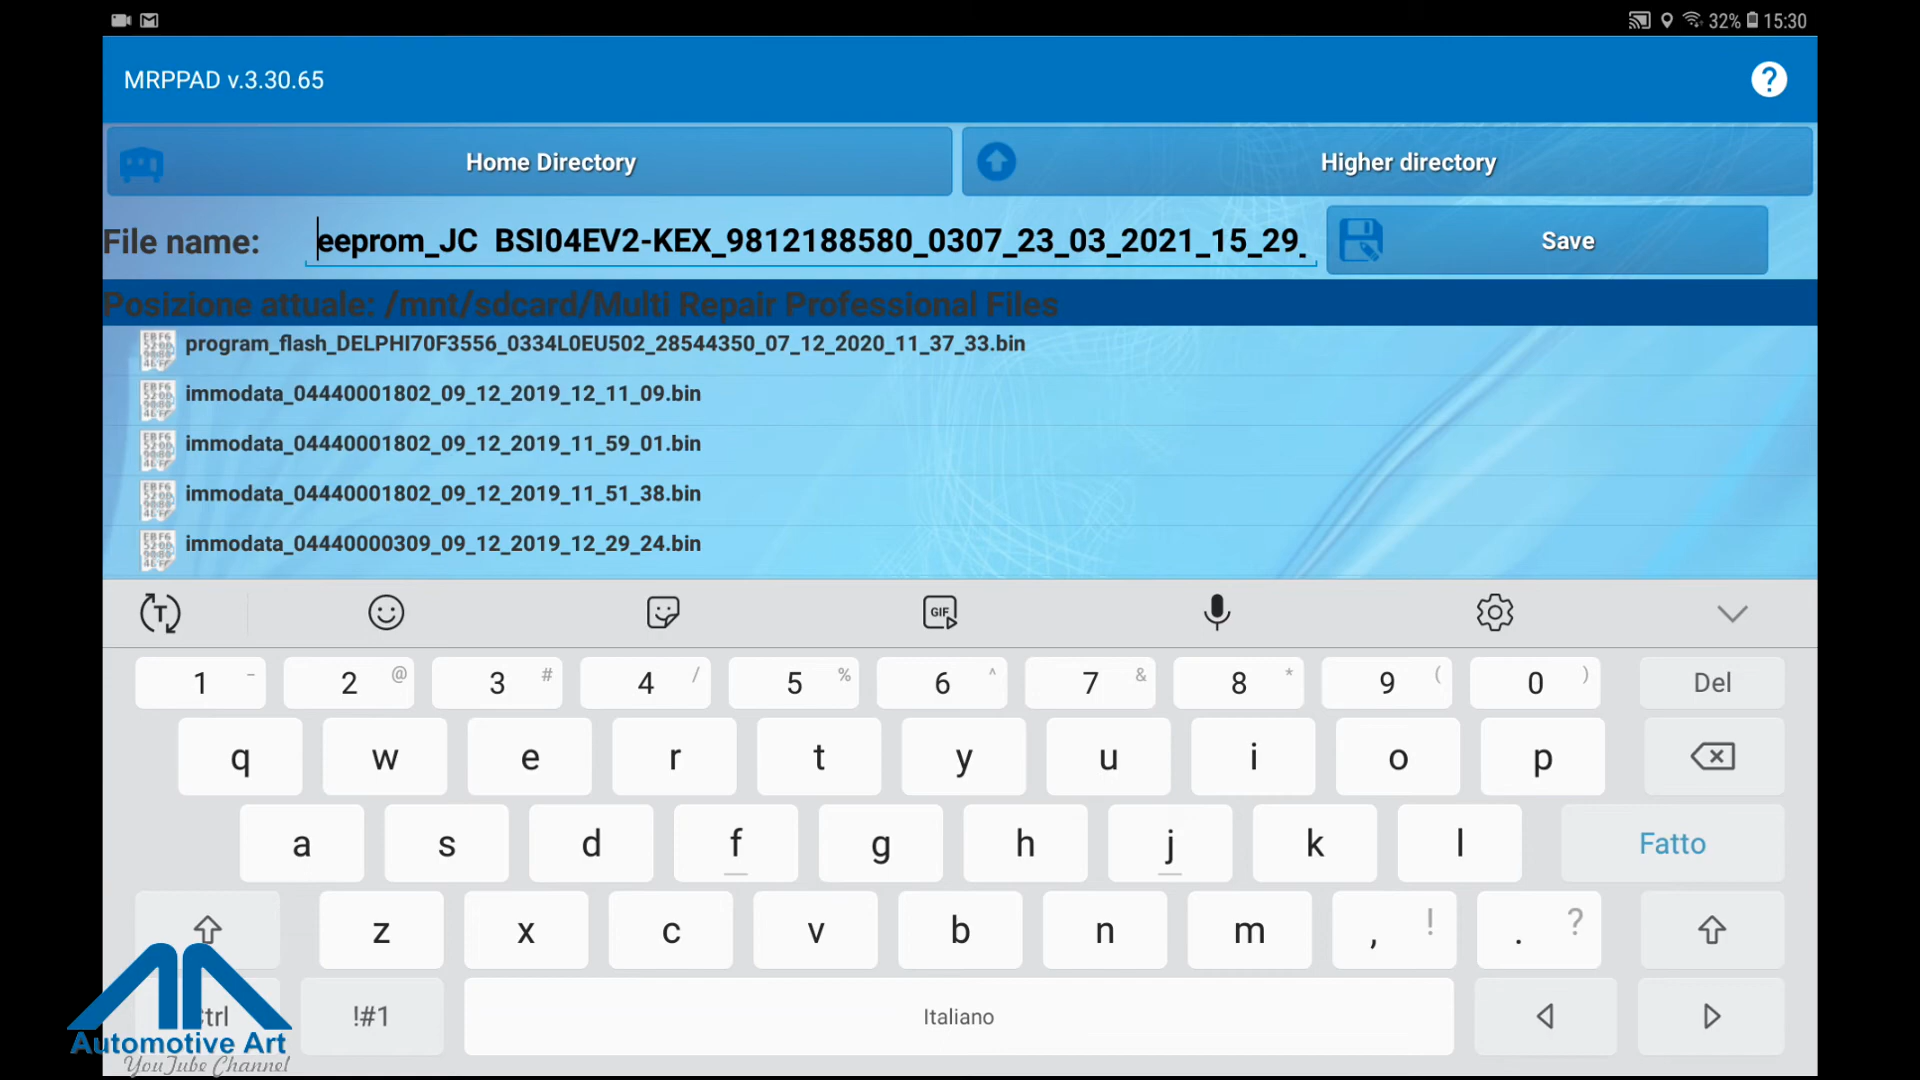 32% 15:30
MRPPAD v.3.30.65
?
Home Directory Higher directory
File name: eeprom_JC BSI04EV2-KEX_9812188580_0307_23_03_2021_15_29_ Save
Posizione attuale: /mnt/sdcard/Multi Repair Professional Files
program_flash_DELPHI70F3556_0334L0EU502_28544350_07_12_2020_11_37_33.bin
immodata_04440001802_09_12_2019_12_11_09.bin
immodata_04440001802_09_12_2019_11_59_01.bin
immodata_04440001802_09_12_2019_11_51_38.bin
immodata_04440000309_09_12_2019_12_29_24.bin
T GIF
1 - 2 @ 3 # 4 / 5 % 6 ^ 7 & 8 * 9 ( 0 ) Del
q w e r t y u i o p
a s d f g h j k l Fatto
z x c v b n m , ! . ?
Ctrl !#1 Italiano
Automotive Art
YouTube Channel